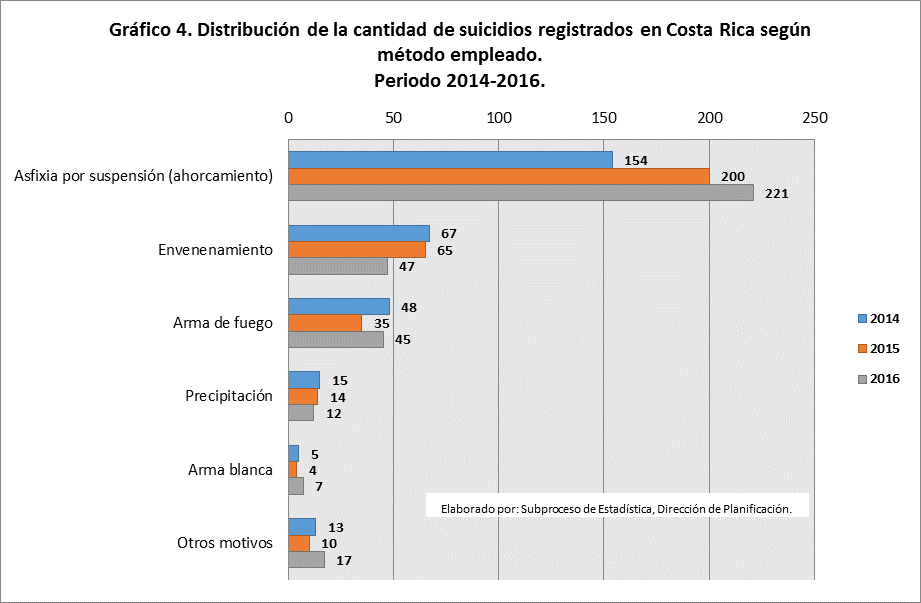 Gráfico 4. Distribución de la cantidad de suicidios registrados en Costa Rica según
método empleado.
Periodo 2014-2016.
0 50 100 150 200 250
Asfixia por suspensión (ahorcamiento)
154
200
221
Envenenamiento
67
65
47
Arma de fuego
48
35
45
Precipitación
15
14
12
Arma blanca
5
4
7
Otros motivos
13
10
17
2014
2015
2016
Elaborado por: Subproceso de Estadística, Dirección de Planificación.